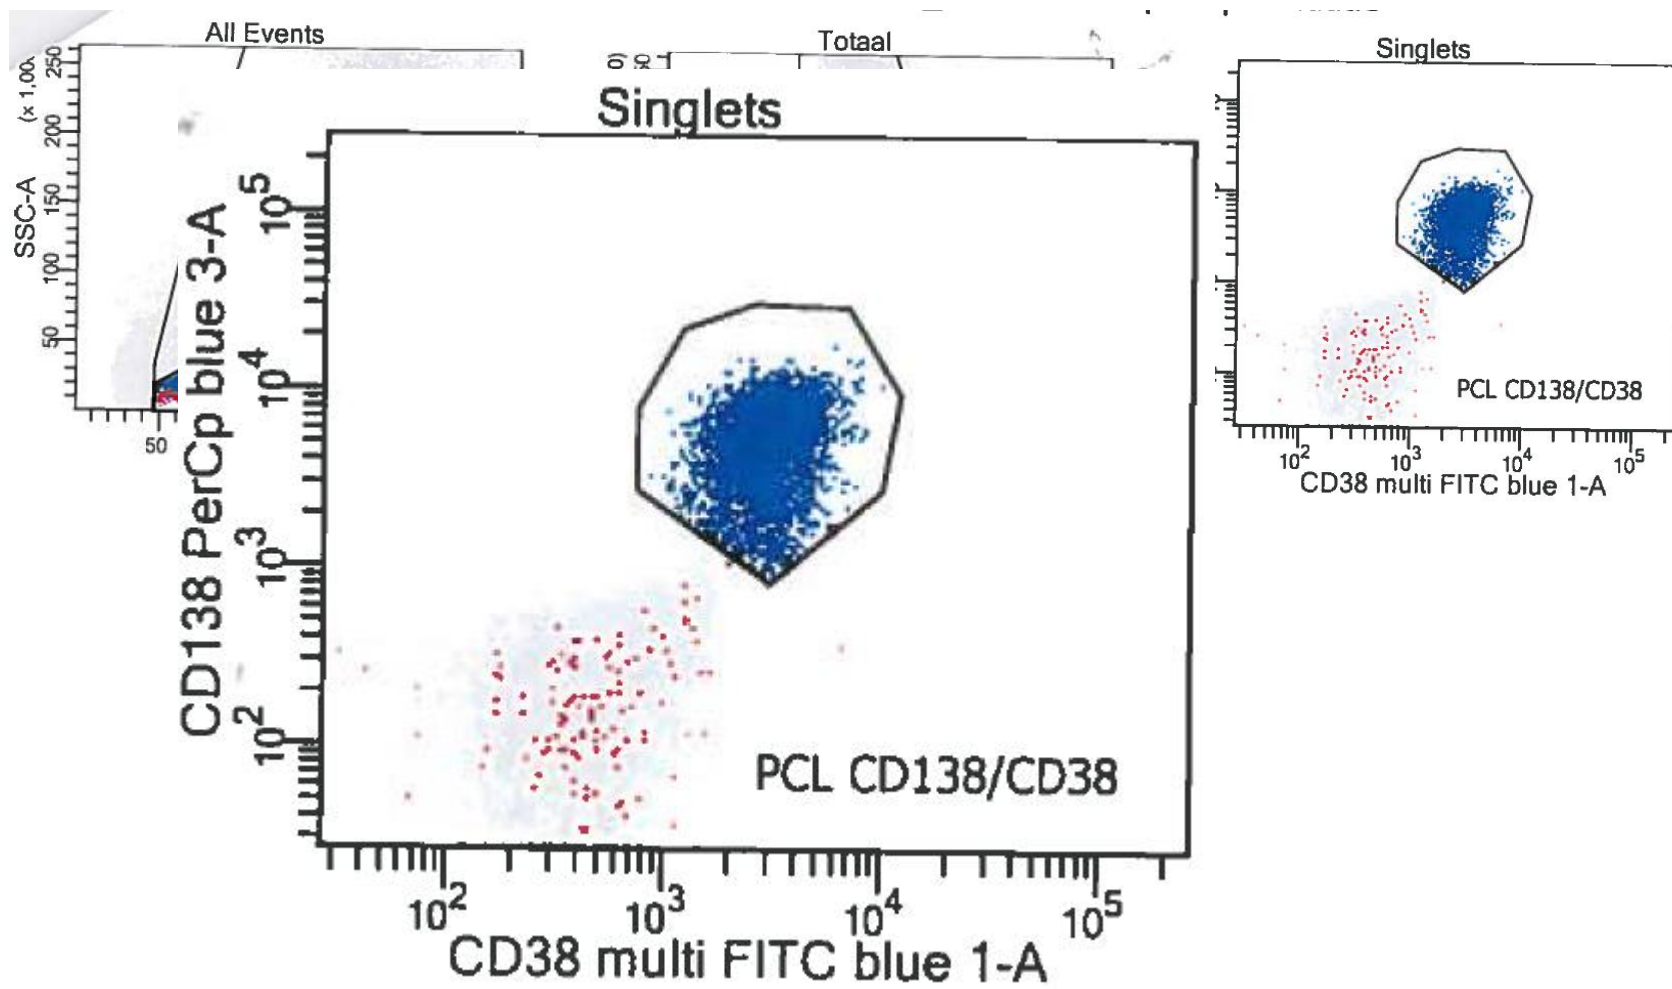 All Events
SSC-A
(x 1,00
250
200
150
100
50
50
Totaal
Singlets
CD138 PerCp blue 3-A
10^5
10^4
10^3
10^2
10^2
10^3
10^4
10^5
PCL CD138/CD38
CD38 multi FITC blue 1-A
Singlets
PCL CD138/CD38
10^2
10^3
10^4
10^5
CD38 multi FITC blue 1-A